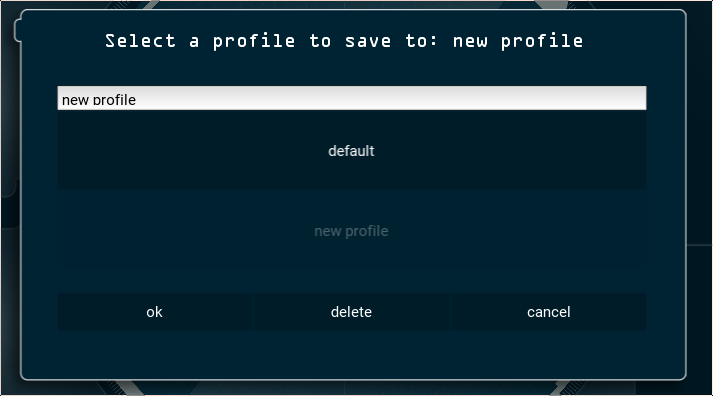 Select a profile to save to: new profile
new profile
default
new profile
ok
delete
cancel